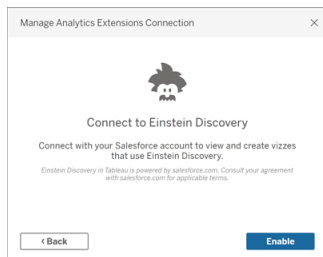 Manage Analytics Extensions Connection
Connect to Einstein Discovery
Connect with your Salesforce account to view and create vizzes
that use Einstein Discovery.
Einstein Discovery in Tableau is powered by salesforce.com. Consult your agreement
with salesforce.com for applicable terms.
Back
Enable